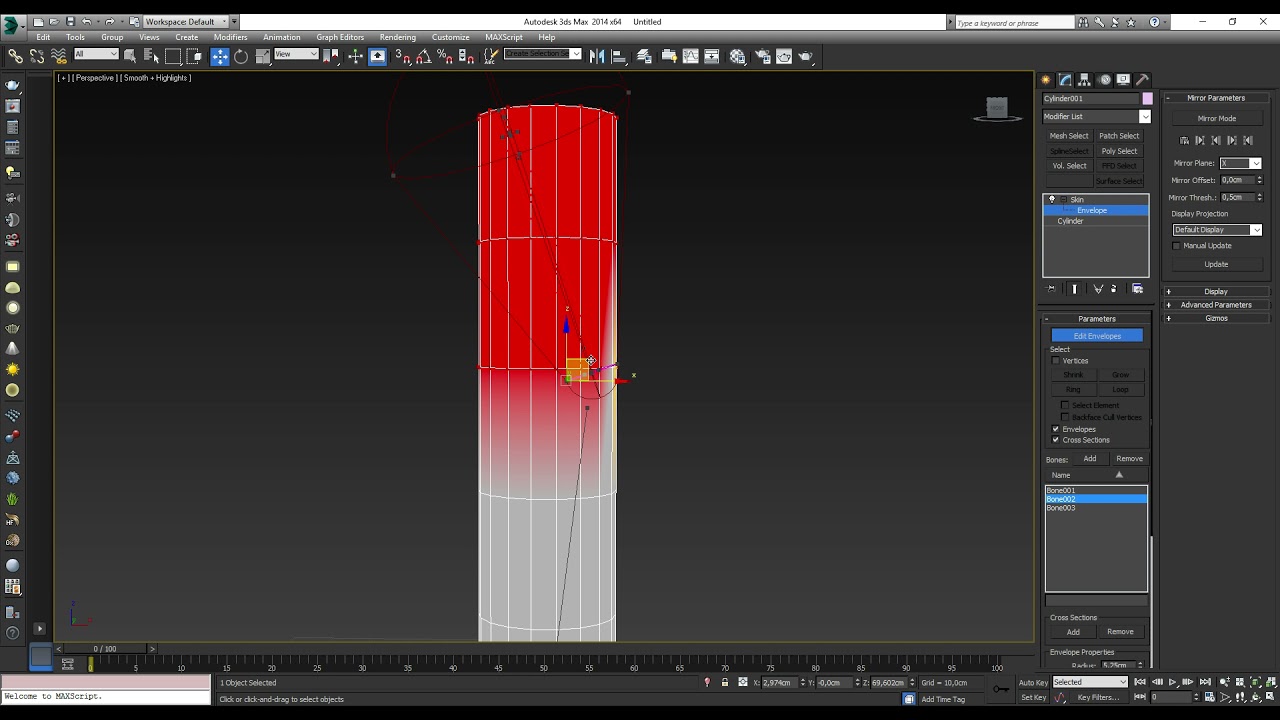 Workspace: Default
Autodesk 3ds Max 2014 x64 Untitled
Type a keyword or phrase
Edit Tools Group Views Create Modifiers Animation Graph Editors Rendering Customize MAXScript Help
All
View
Create Selection Se
[ + ] [ Perspective ] [ Smooth + Highlights ]
z
x
Cylinder001
Modifier List
Mesh Select Patch Select
SplineSelect Poly Select
Vol. Select FFD Select
Surface Select
Skin
Envelope
Cylinder
- Parameters
Edit Envelopes
Select
Vertices
Shrink Grow
Ring Loop
Select Element
Backface Cull Vertices
Envelopes
Cross Sections
Bones: Add Remove
Name
Bone001
Bone002
Bone003
Cross Sections
Add Remove
Envelope Properties
Radius: 5,25cm
- Mirror Parameters
Mirror Mode
Mirror Plane: X
Mirror Offset: 0,0cm
Mirror Thresh.: 0,5cm
Display Projection
Default Display
Manual Update
Update
+ Display
+ Advanced Parameters
+ Gizmos
< 0 / 100 >
0 5 10 15 20 25 30 35 40 45 50 55 60 65 70 75 80 85 90 95 100
1 Object Selected
X: 2,974cm Y: -0,0cm Z: 69,602cm Grid = 10,0cm
Auto Key Selected
Welcome to MAXScript.
Click or click-and-drag to select objects
Add Time Tag
Set Key Key Filters...
0